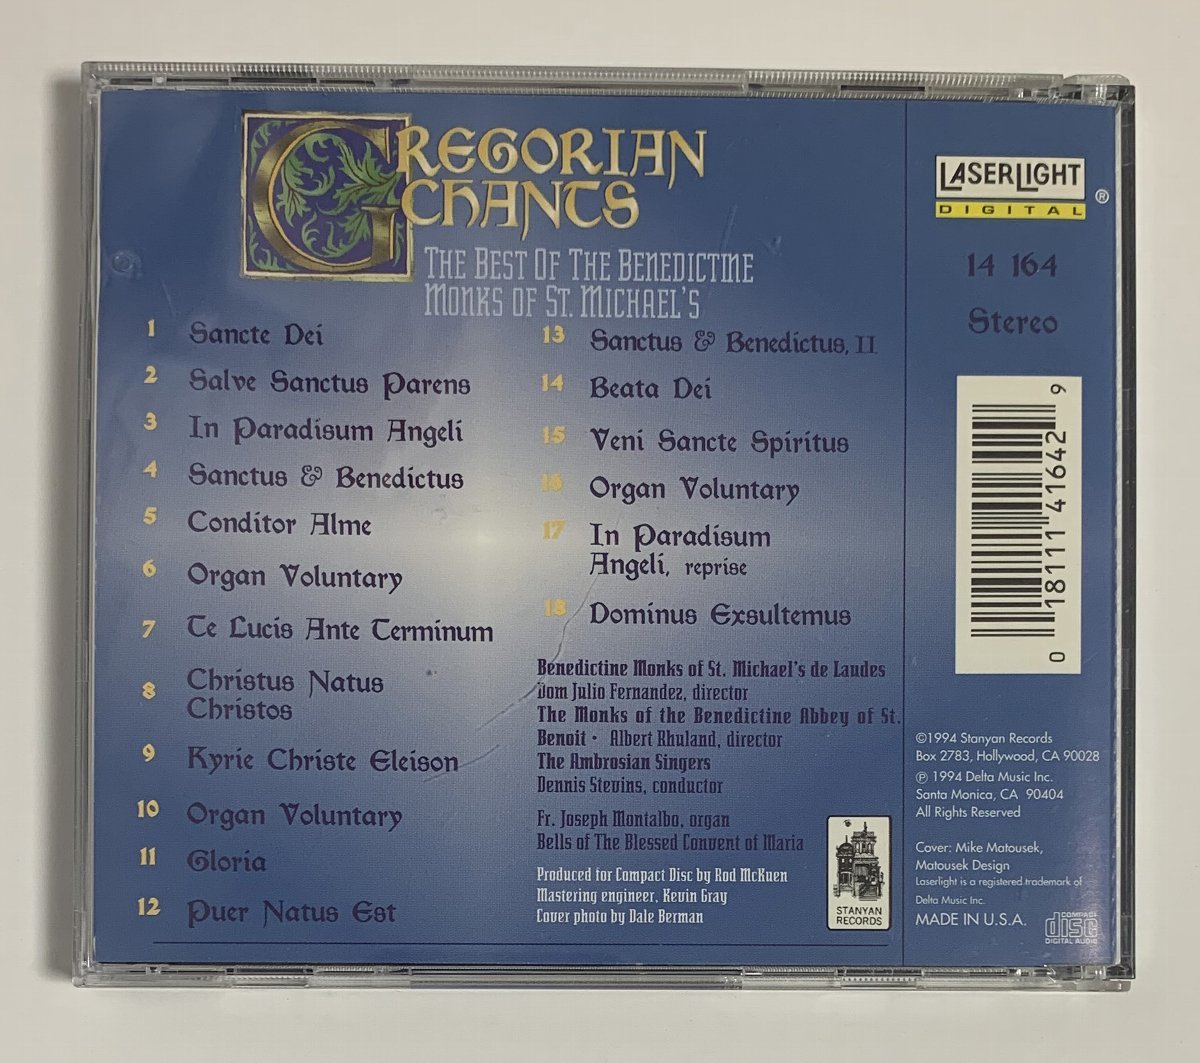 GREGORIAN
CHANTS
THE BEST OF THE BENEDICTINE
MONKS OF ST. MICHAEL'S
1 Sancte Dei
2 Salve Sanctus Parens
3 In Paradisum Angeli
4 Sanctus & Benedictus
5 Conditor Alme
6 Organ Voluntary
7 Te Lucis Ante Terminum
8 Christus Natus
Christos
9 Kyrie Christe Eleison
10 Organ Voluntary
11 Gloria
12 Puer Natus Est
13 Sanctus & Benedictus, II
14 Beata Dei
15 Veni Sancte Spiritus
16 Organ Voluntary
17 In Paradisum
Angeli, reprise
18 Dominus Exsultemus
Benedictine Monks of St. Michael's de Laudes
Dom Julio Fernandez, director
The Monks of the Benedictine Abbey of St.
Benoit • Albert Rhuland, director
The Ambrosian Singers
Dennis Stevins, conductor
Fr. Joseph Montalbo, organ
Bells of The Blessed Convent of Maria
Produced for Compact Disc by Rod McKuen
Mastering engineer, Kevin Gray
Cover photo by Dale Berman
STANYAN
RECORDS
LASERLIGHT
DIGITAL ®
14 164
Stereo
0 18111 41642 9
©1994 Stanyan Records
Box 2783, Hollywood, CA 90028
℗ 1994 Delta Music Inc.
Santa Monica, CA 90404
All Rights Reserved
Cover: Mike Matousek,
Matousek Design
Laserlight is a registered trademark of
Delta Music Inc.
MADE IN U.S.A.
COMPACT
disc
DIGITAL AUDIO